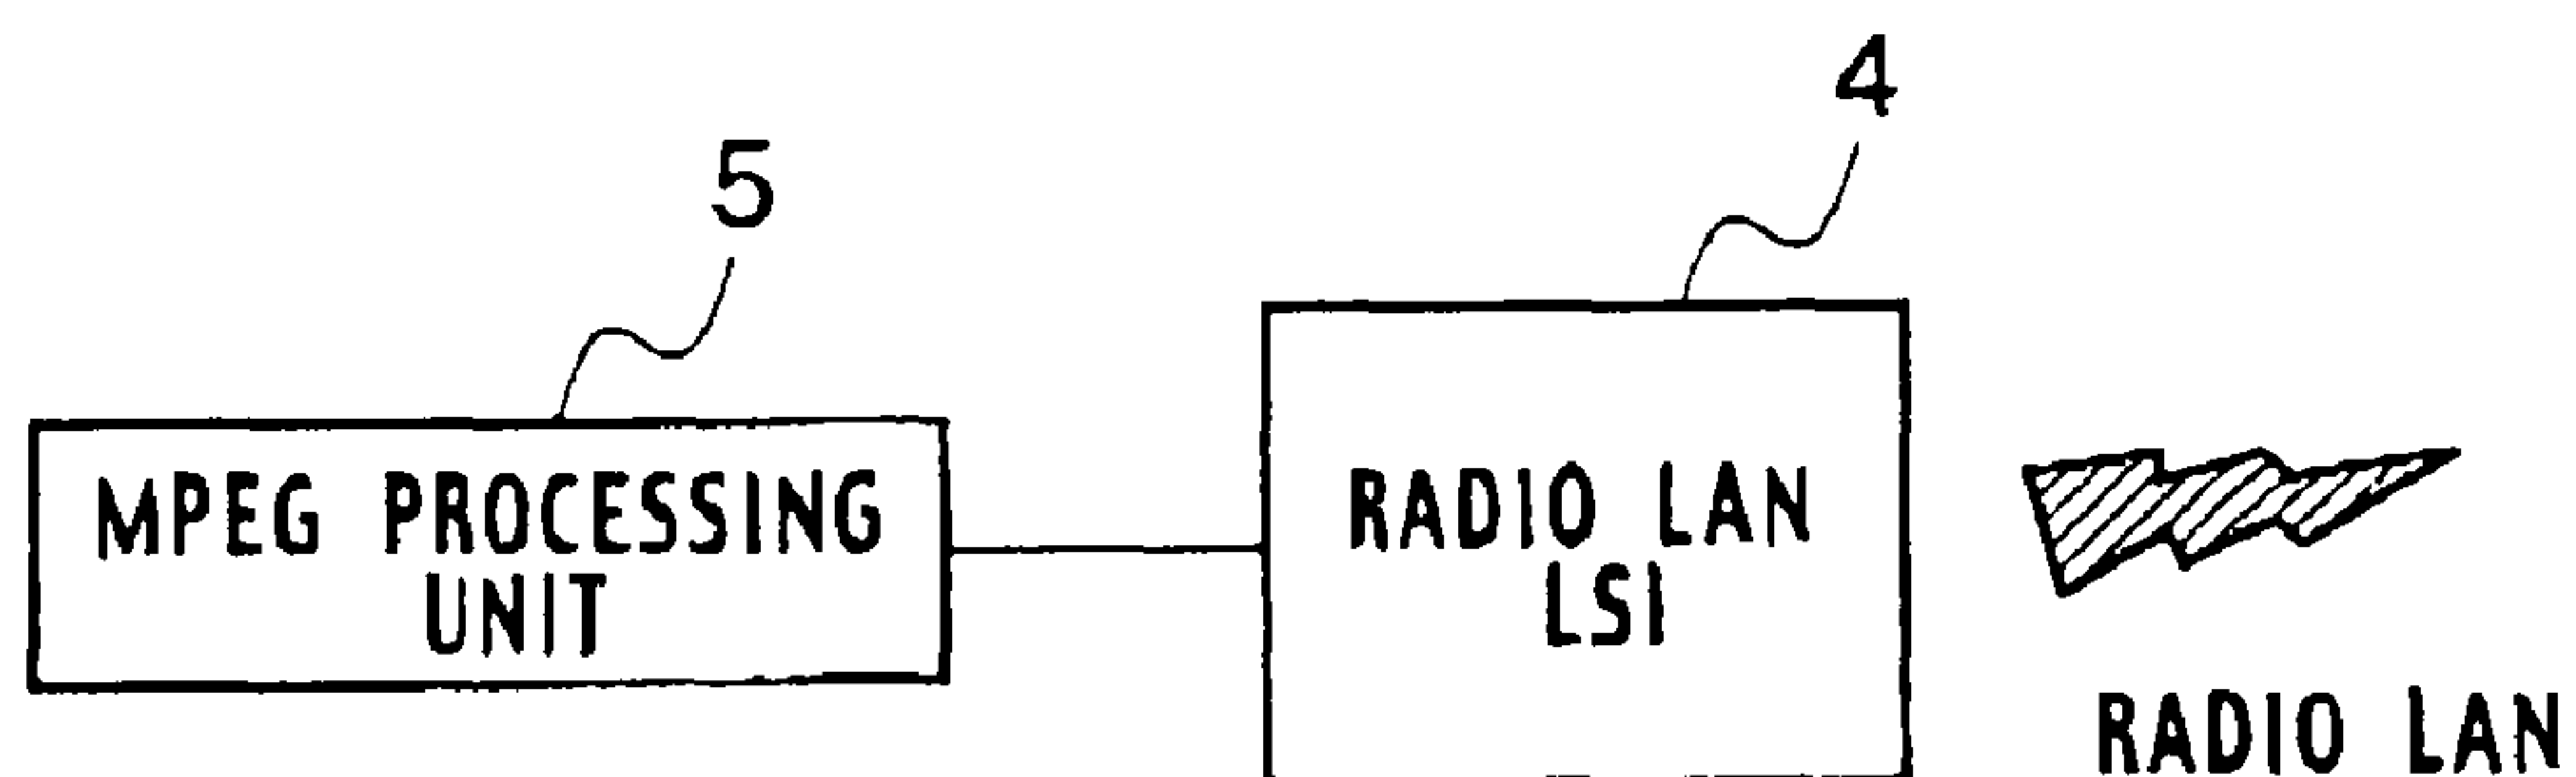 4
5
MPEG PROCESSING
UNIT
RADIO LAN
LSI
RADIO LAN